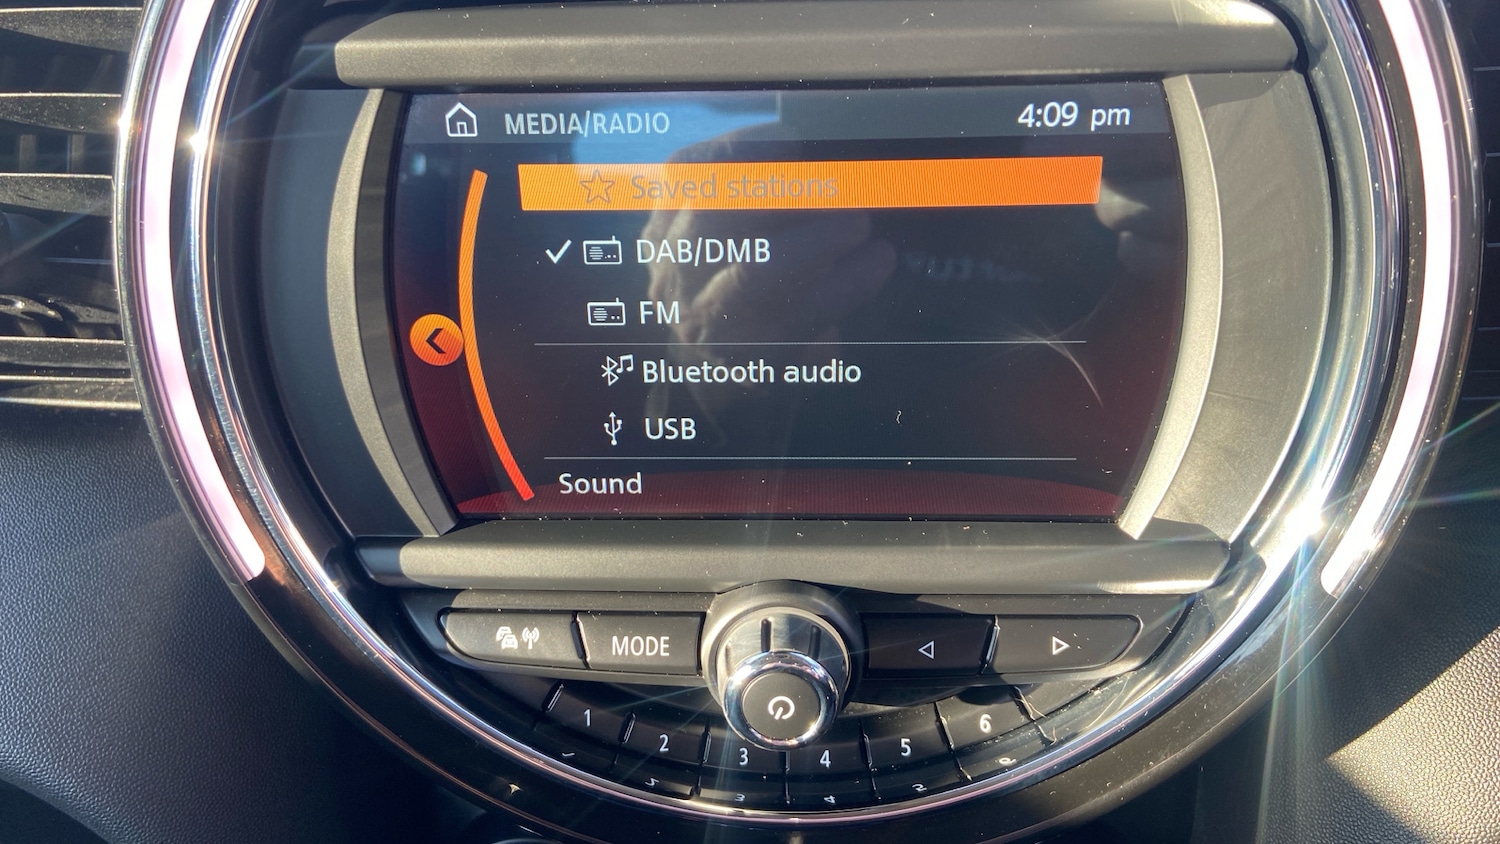 MEDIA/RADIO 4:09 pm
Saved stations
DAB/DMB
FM
Bluetooth audio
USB
Sound
MODE
1 2 3 4 5 6